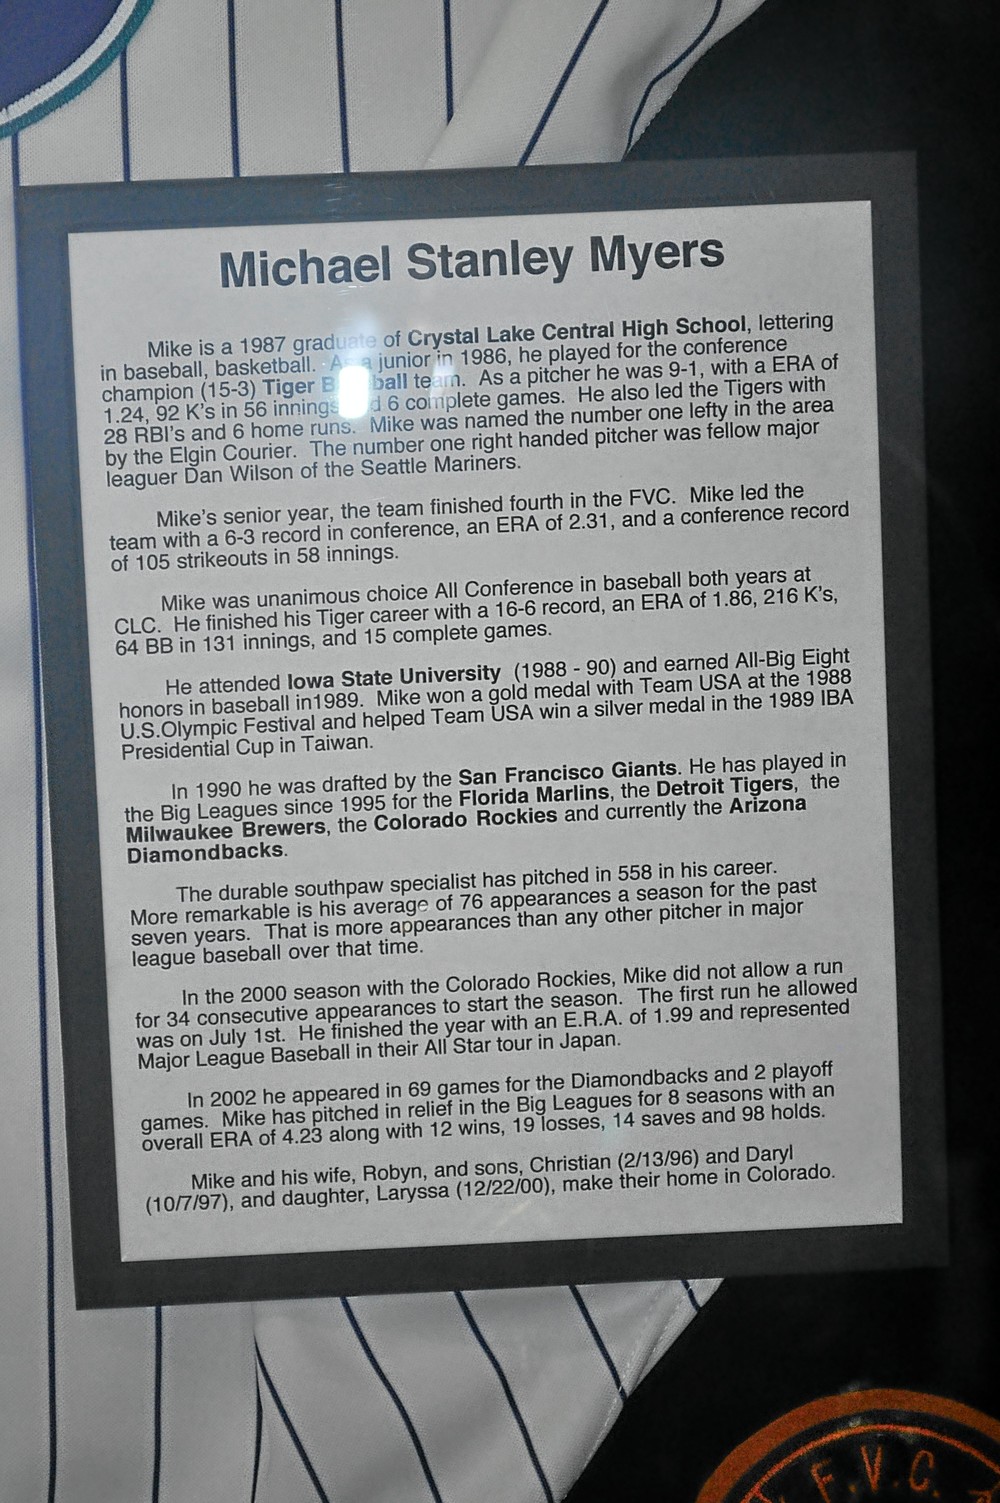 Michael Stanley Myers
Mike is a 1987 graduate of Crystal Lake Central High School, lettering
in baseball, basketball. As a junior in 1986, he played for the conference
champion (15-3) Tiger B ball team. As a pitcher he was 9-1, with a ERA of
1.24, 92 K's in 56 innings d 6 complete games. He also led the Tigers with
28 RBI's and 6 home runs. Mike was named the number one lefty in the area
by the Elgin Courier. The number one right handed pitcher was fellow major
leaguer Dan Wilson of the Seattle Mariners.
Mike's senior year, the team finished fourth in the FVC. Mike led the
team with a 6-3 record in conference, an ERA of 2.31, and a conference record
of 105 strikeouts in 58 innings.
Mike was unanimous choice All Conference in baseball both years at
CLC. He finished his Tiger career with a 16-6 record, an ERA of 1.86, 216 K's,
64 BB in 131 innings, and 15 complete games.
He attended Iowa State University (1988 - 90) and earned All-Big Eight
honors in baseball in1989. Mike won a gold medal with Team USA at the 1988
U.S.Olympic Festival and helped Team USA win a silver medal in the 1989 IBA
Presidential Cup in Taiwan.
In 1990 he was drafted by the San Francisco Giants. He has played in
the Big Leagues since 1995 for the Florida Marlins, the Detroit Tigers, the
Milwaukee Brewers, the Colorado Rockies and currently the Arizona
Diamondbacks.
The durable southpaw specialist has pitched in 558 in his career.
More remarkable is his average of 76 appearances a season for the past
seven years. That is more appearances than any other pitcher in major
league baseball over that time.
In the 2000 season with the Colorado Rockies, Mike did not allow a run
for 34 consecutive appearances to start the season. The first run he allowed
was on July 1st. He finished the year with an E.R.A. of 1.99 and represented
Major League Baseball in their All Star tour in Japan.
In 2002 he appeared in 69 games for the Diamondbacks and 2 playoff
games. Mike has pitched in relief in the Big Leagues for 8 seasons with an
overall ERA of 4.23 along with 12 wins, 19 losses, 14 saves and 98 holds.
Mike and his wife, Robyn, and sons, Christian (2/13/96) and Daryl
(10/7/97), and daughter, Laryssa (12/22/00), make their home in Colorado.
F.V.C.